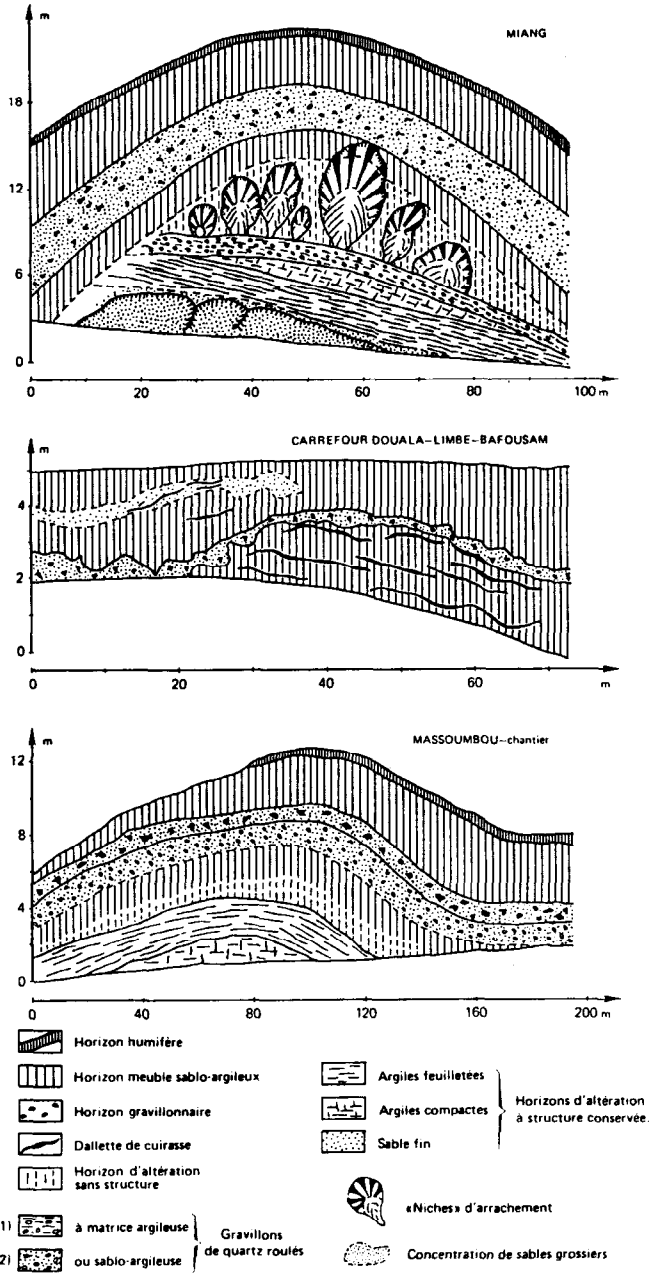 m
MIANG
18
12
6
0
0 20 40 60 80 100 m
m
CARREFOUR DOUALA–LIMBE–BAFOUSAM
4
2
0
0 20 40 60 m
m
MASSOUMBOU–chantier
12
8
4
0
0 40 80 120 160 200 m
Horizon humifère
Horizon meuble sablo-argileux
Horizon gravillonnaire
Dallette de cuirasse
Horizon d'altération
sans structure
1) à matrice argileuse
2) ou sablo-argileuse
Gravillons
de quartz roulés
Argiles feuilletées
Argiles compactes
Sable fin
Horizons d'altération
à structure conservée.
«Niches» d'arrachement
Concentration de sables grossiers